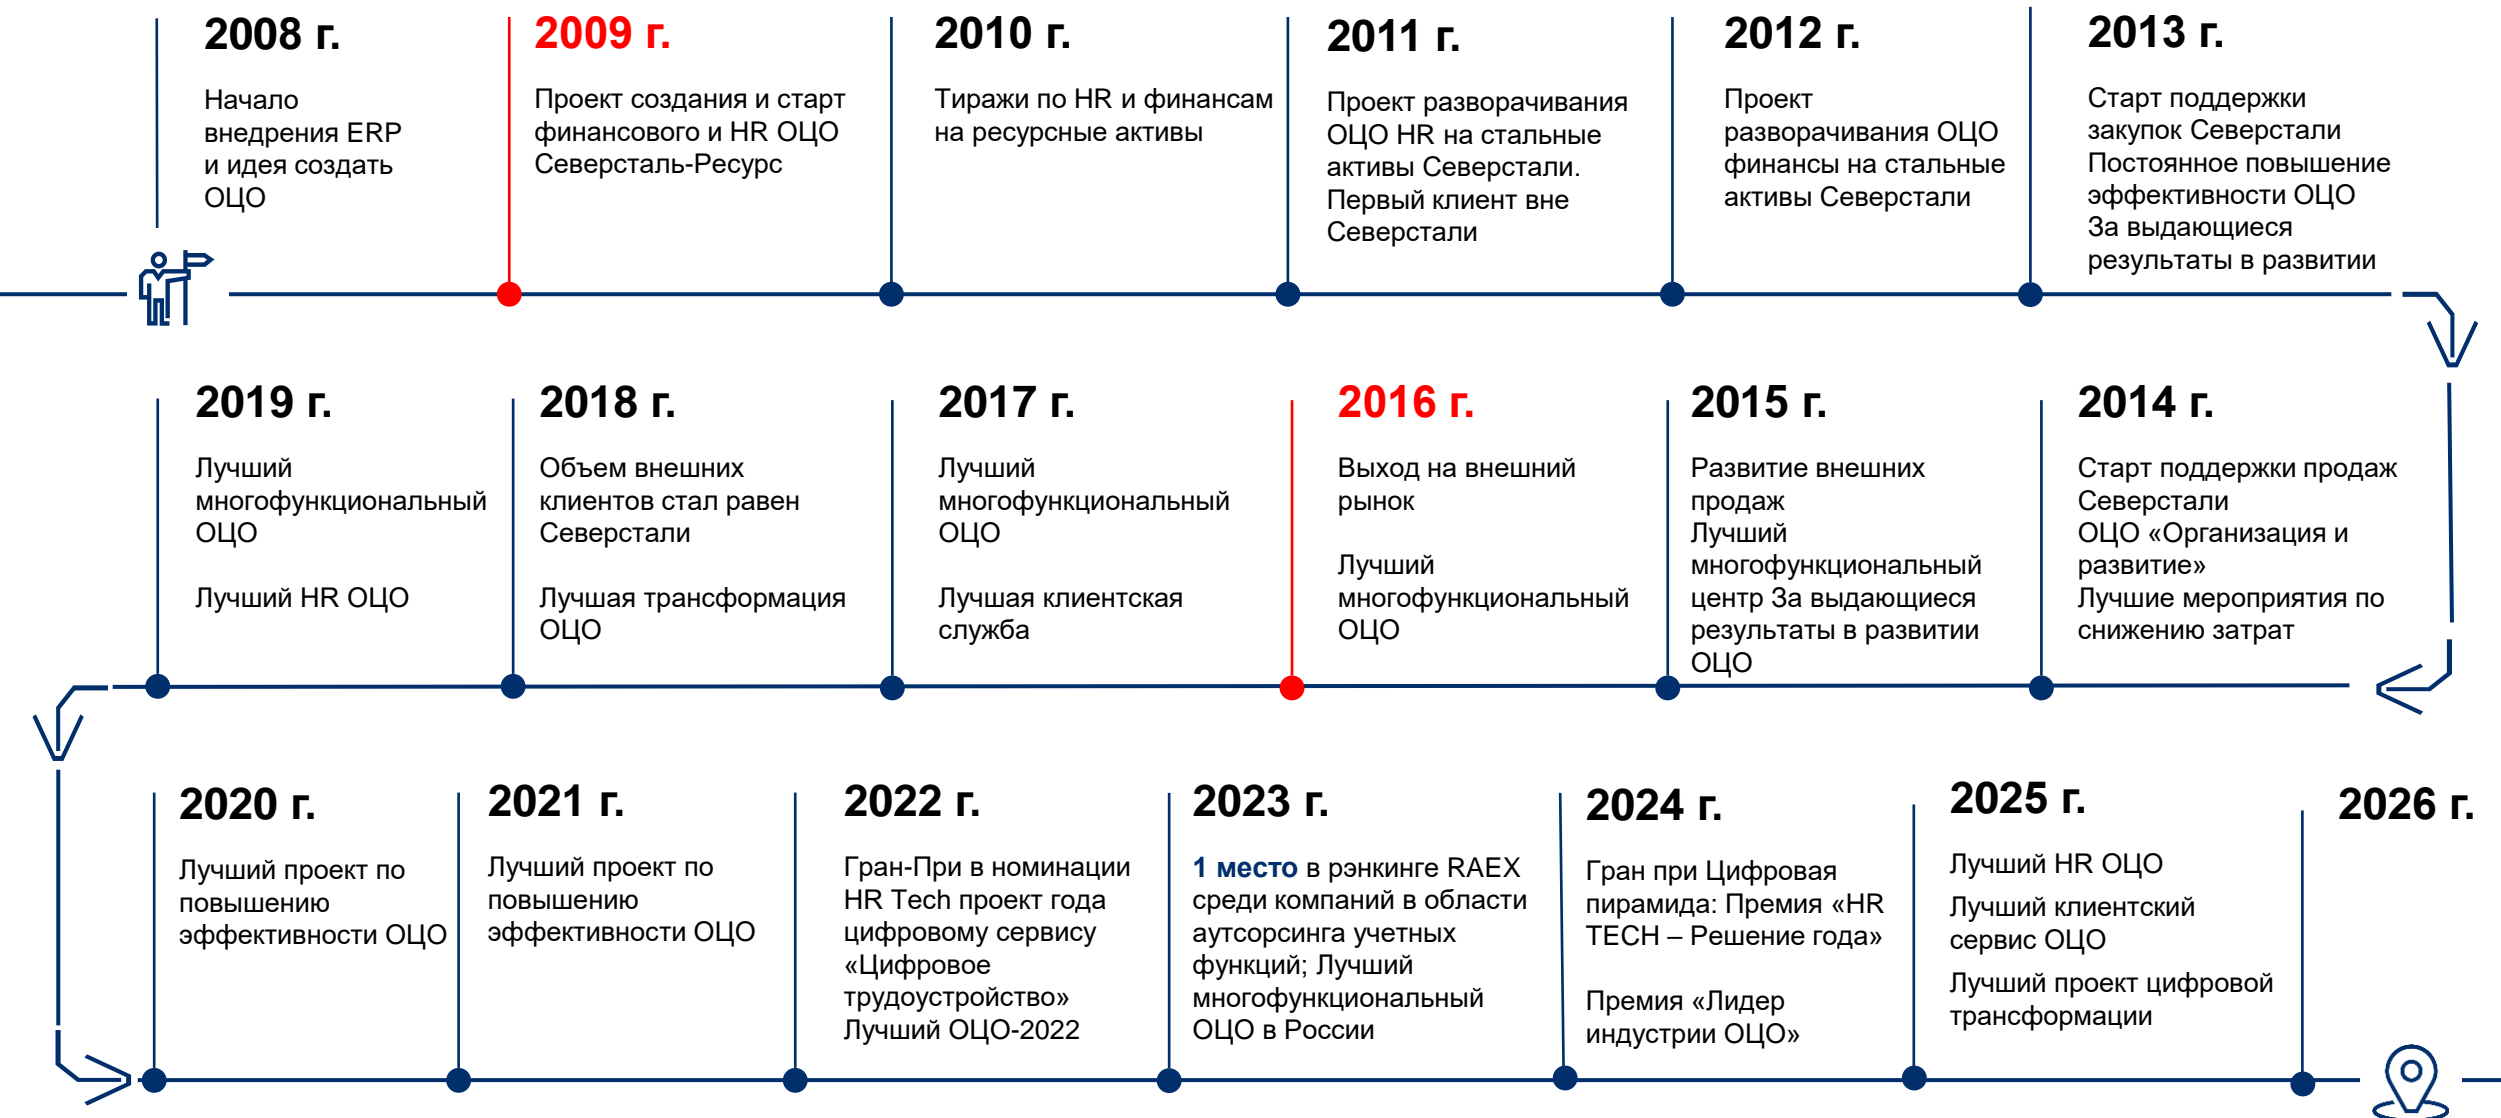 2008 г.
Начало
внедрения ERP
и идея создать
ОЦО
2009 г.
Проект создания и старт
финансового и HR ОЦО
Северсталь-Ресурс
2010 г.
Тиражи по HR и финансам
на ресурсные активы
2011 г.
Проект разворачивания
ОЦО HR на стальные
активы Северстали.
Первый клиент вне
Северстали
2012 г.
Проект
разворачивания ОЦО
финансы на стальные
активы Северстали
2013 г.
Старт поддержки
закупок Северстали
Постоянное повышение
эффективности ОЦО
За выдающиеся
результаты в развитии
2019 г.
Лучший
многофункциональный
ОЦО
Лучший HR ОЦО
2018 г.
Объем внешних
клиентов стал равен
Северстали
Лучшая трансформация
ОЦО
2017 г.
Лучший
многофункциональный
ОЦО
Лучшая клиентская
служба
2016 г.
Выход на внешний
рынок
Лучший
многофункциональный
ОЦО
2015 г.
Развитие внешних
продаж
Лучший
многофункциональный
центр За выдающиеся
результаты в развитии
ОЦО
2014 г.
Старт поддержки продаж
Северстали
ОЦО «Организация и
развитие»
Лучшие мероприятия по
снижению затрат
2020 г.
Лучший проект по
повышению
эффективности ОЦО
2021 г.
Лучший проект по
повышению
эффективности ОЦО
2022 г.
Гран-При в номинации
HR Tech проект года
цифровому сервису
«Цифровое
трудоустройство»
Лучший ОЦО-2022
2023 г.
1 место в рэнкинге RAEX
среди компаний в области
аутсорсинга учетных
функций; Лучший
многофункциональный
ОЦО в России
2024 г.
Гран при Цифровая
пирамида: Премия «HR
TECH – Решение года»
Премия «Лидер
индустрии ОЦО»
2025 г.
Лучший HR ОЦО
Лучший клиентский
сервис ОЦО
Лучший проект цифровой
трансформации
2026 г.